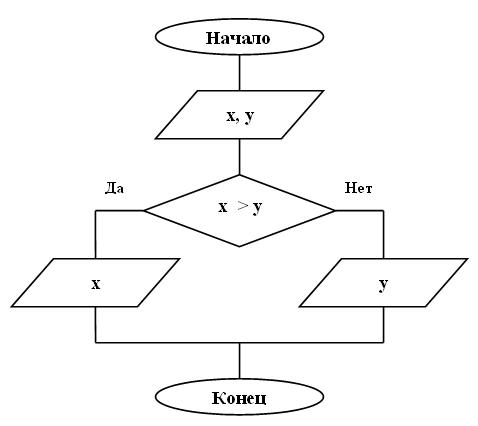 Начало
x, y
Да
Нет
x > y
x
y
Конец